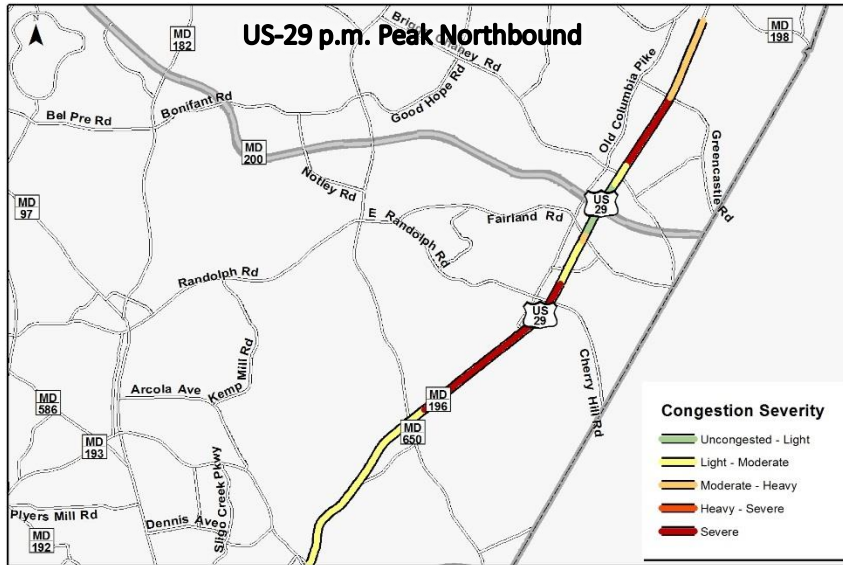 US-29 p.m. Peak Northbound
MD
182
MD
198
Briggs Chaney Rd
Good Hope Rd
Old Columbia Pike
Bonifant Rd
Bel Pre Rd
MD
200
Greencastle Rd
Notley Rd
MD
97
US
29
E Randolph Rd
Fairland Rd
Randolph Rd
US
29
Kemp Mill Rd
Cherry Hill Rd
Arcola Ave
MD
586
MD
196
MD
650
MD
193
Sligo Creek Pkwy
Plyers Mill Rd
Dennis Ave
MD
192
Congestion Severity
Uncongested - Light
Light - Moderate
Moderate - Heavy
Heavy - Severe
Severe